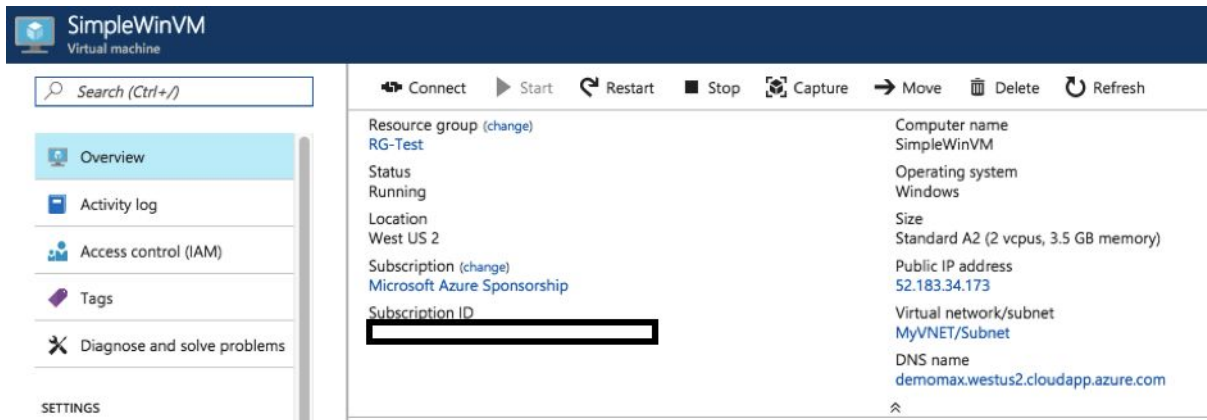 SimpleWinVM
Virtual machine
Search (Ctrl+/)
Connect Start Restart Stop Capture Move Delete Refresh
Overview
Activity log
Access control (IAM)
Tags
Diagnose and solve problems
SETTINGS
Resource group (change)
RG-Test
Status
Running
Location
West US 2
Subscription (change)
Microsoft Azure Sponsorship
Subscription ID
Computer name
SimpleWinVM
Operating system
Windows
Size
Standard A2 (2 vcpus, 3.5 GB memory)
Public IP address
52.183.34.173
Virtual network/subnet
MyVNET/Subnet
DNS name
demomax.westus2.cloudapp.azure.com